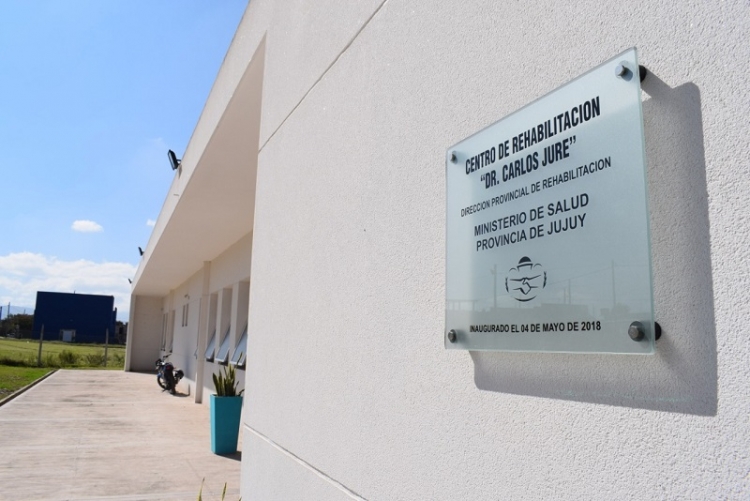 CENTRO DE REHABILITACION
"DR. CARLOS JURE"
DIRECCION PROVINCIAL DE REHABILITACION
MINISTERIO DE SALUD
PROVINCIA DE JUJUY
INAUGURADO EL 04 DE MAYO DE 2018